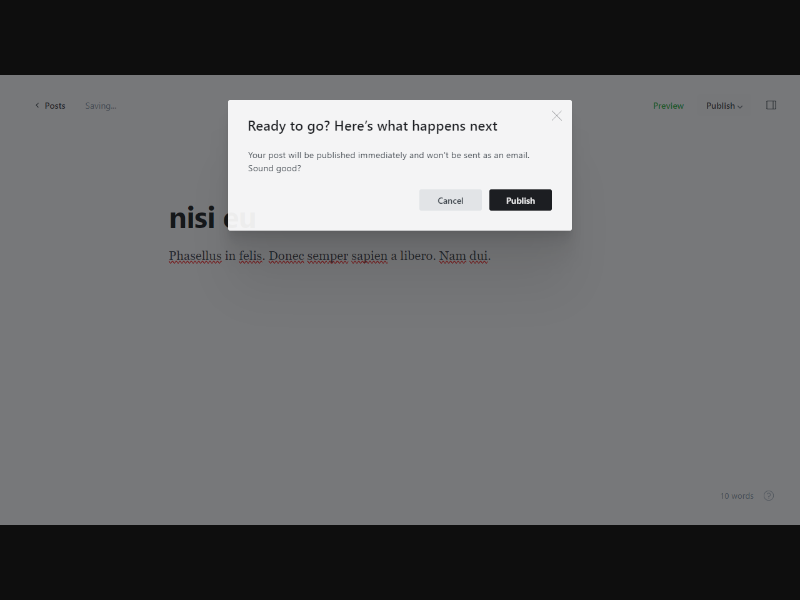 Posts
Saving...
Preview
Publish
Ready to go? Here's what happens next
Your post will be published immediately and won't be sent as an email.
Sound good?
Cancel
Publish
nisi eu
Phasellus in felis. Donec semper sapien a libero. Nam dui.
10 words